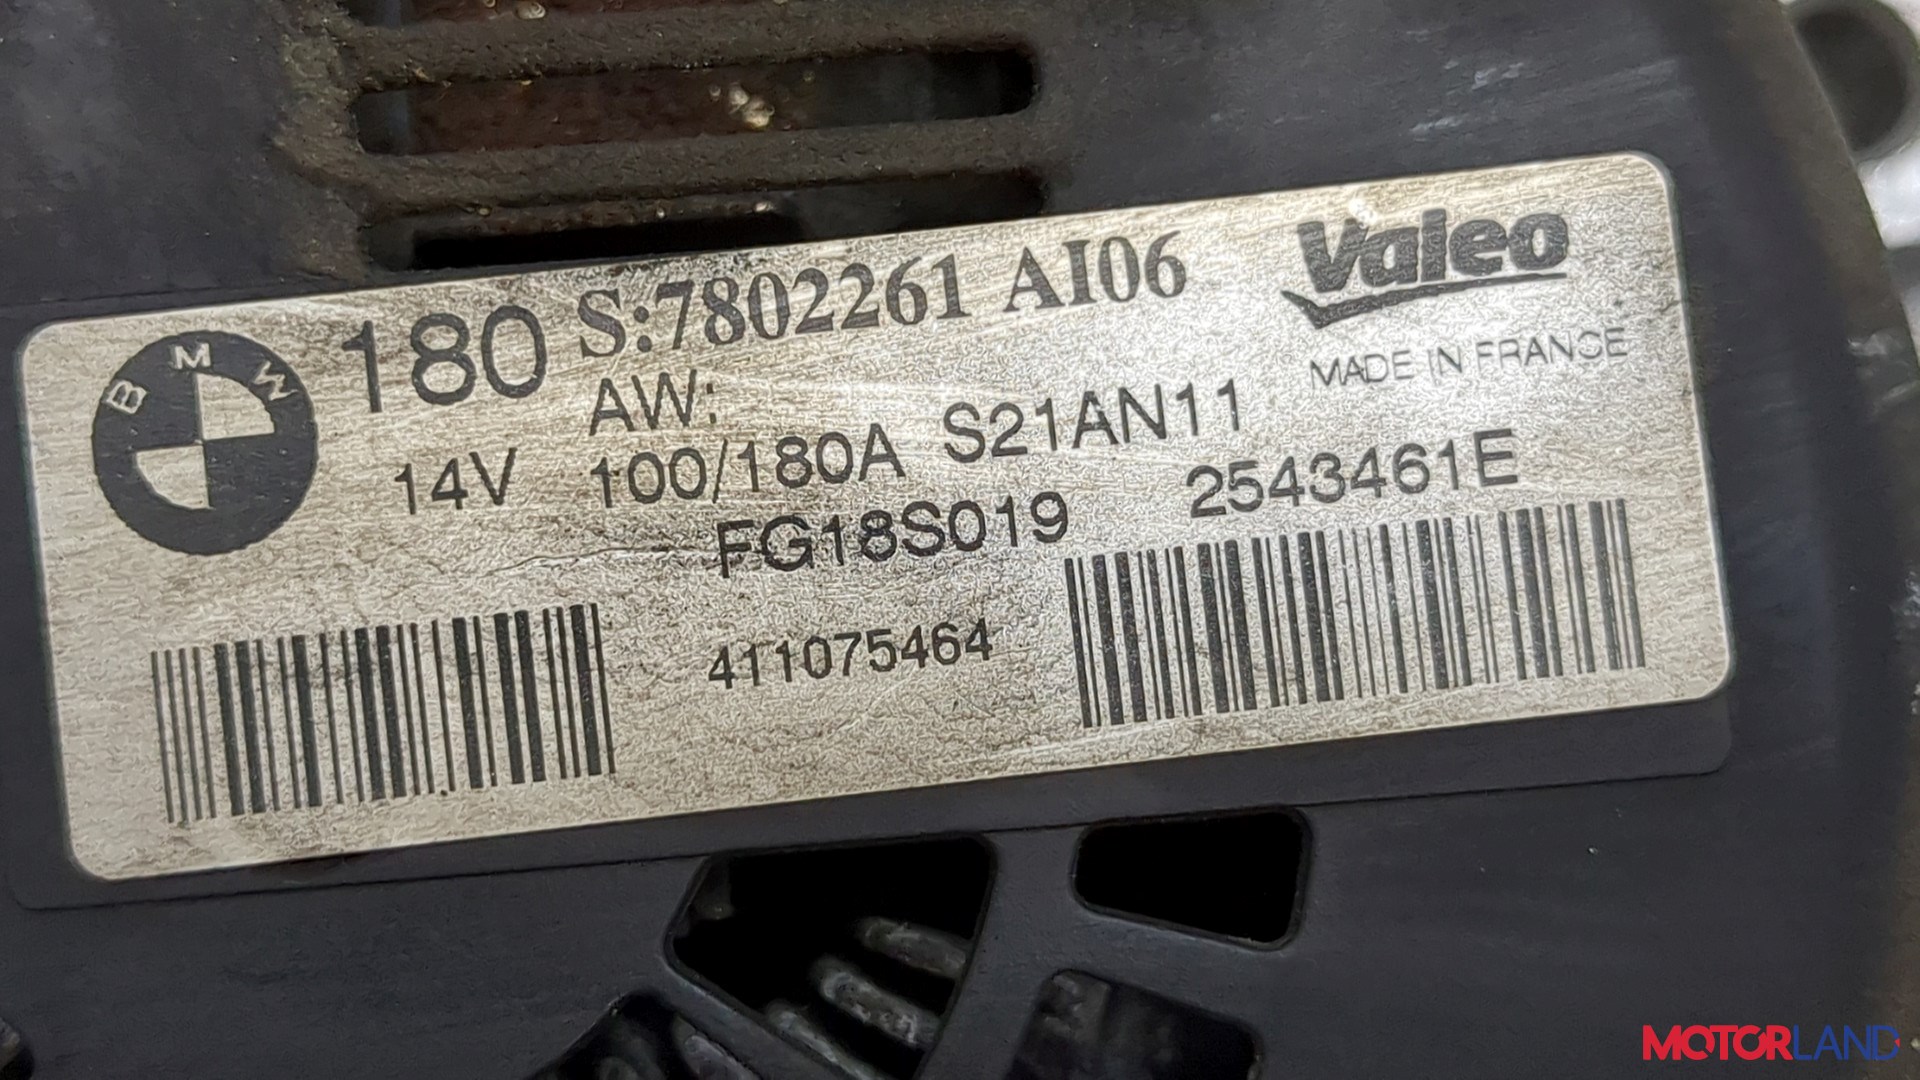 BMW
180 S:7802261 AI06
Valeo
AW:
MADE IN FRANCE
14V 100/180A S21AN11
FG18S019 2543461E
411075464
MOTORLAND